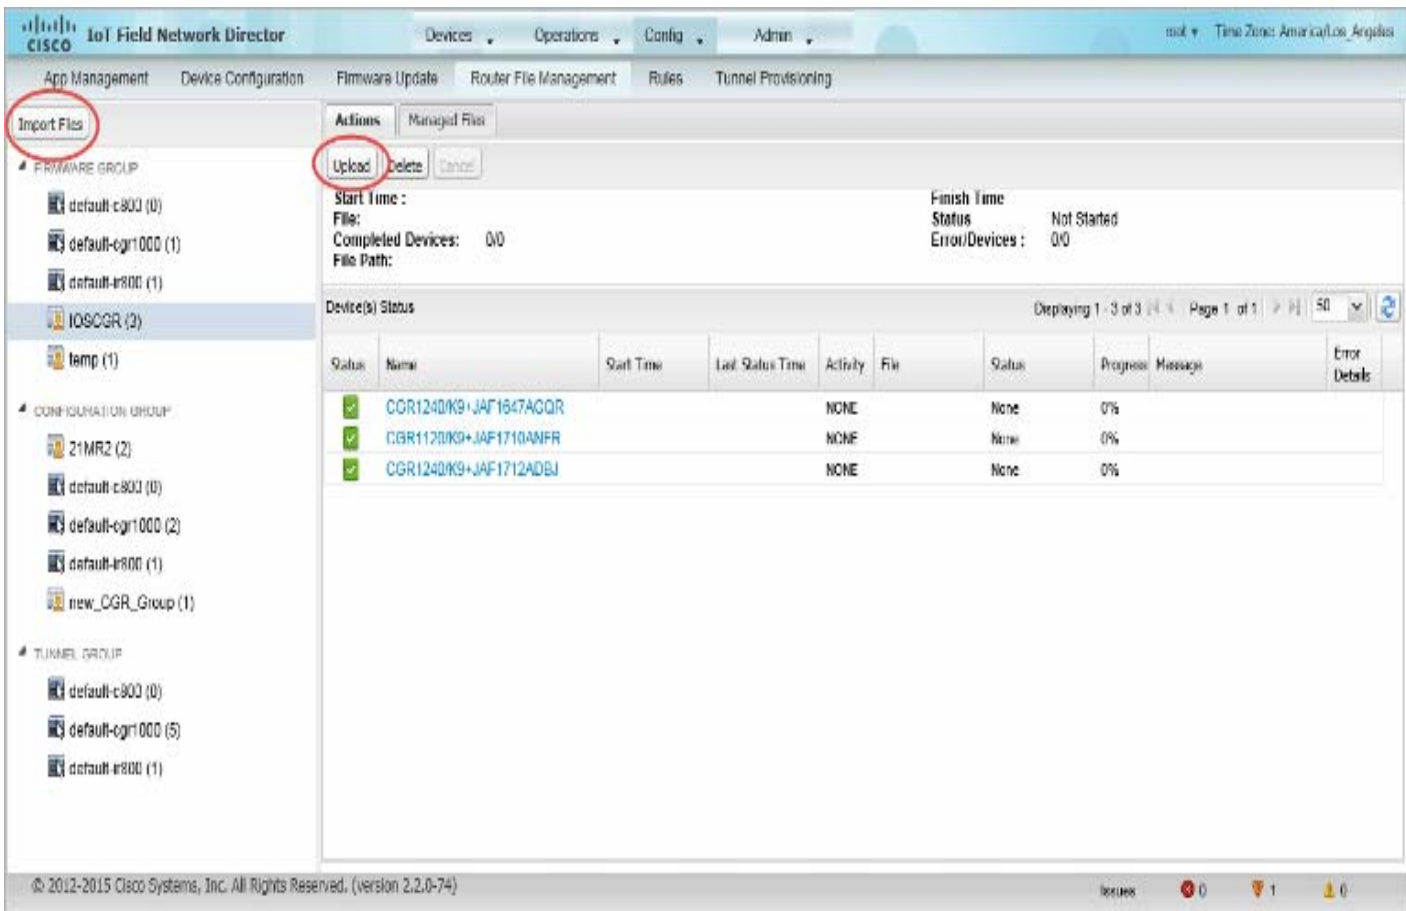 CISCO IoT Field Network Director
Devices Operations Config Admin
root Time Zone: America/Los_Angeles
App Management Device Configuration Firmware Update Router File Management Rules Tunnel Provisioning
Import Files
FIRMWARE GROUP
default-c800 (0)
default-cgr1000 (1)
default-ir800 (1)
IOSCGR (3)
temp (1)
CONFIGURATION GROUP
21MR2 (2)
default-c800 (0)
default-cgr1000 (2)
default-ir800 (1)
new_CGR_Group (1)
TUNNEL GROUP
default-c800 (0)
default-cgr1000 (5)
default-ir800 (1)
Actions Managed Files
Upload Delete Cancel
Start Time : Finish Time
File: Status Not Started
Completed Devices: 0/0 Error/Devices : 0/0
File Path:
Device(s) Status Displaying 1 - 3 of 3 Page 1 of 1 50
Status Name Start Time Last Status Time Activity File Status Progress Message Error Details
CGR1240/K9+JAF1647AGQR NONE None 0%
CGR1120/K9+JAF1710ANFR NONE None 0%
CGR1240/K9+JAF1712ADBJ NONE None 0%
© 2012-2015 Cisco Systems, Inc. All Rights Reserved. (version 2.2.0-74)
Issues 0 1 0